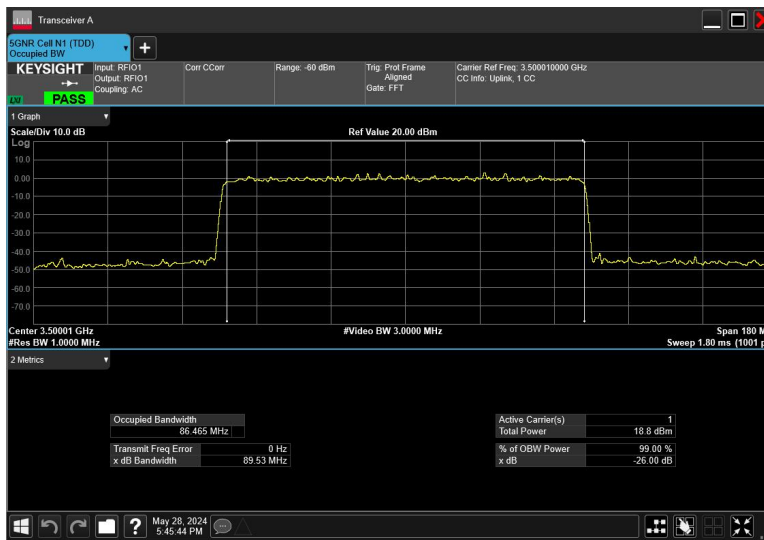 Transceiver A
5GNR Cell N1 (TDD)
Occupied BW
KEYSIGHT
LXI
PASS
Input: RFIO1
Output: RFIO1
Coupling: AC
Corr CCorr
Range: -60 dBm
Trig: Prot Frame
Aligned
Gate: FFT
Carrier Ref Freq: 3.500010000 GHz
CC Info: Uplink, 1 CC
1 Graph
Scale/Div 10.0 dB
Ref Value 20.00 dBm
Log
10.0
0.00
-10.0
-20.0
-30.0
-40.0
-50.0
-60.0
-70.0
Center 3.50001 GHz
#Video BW 3.0000 MHz
Span 180 M
#Res BW 1.0000 MHz
Sweep 1.80 ms (1001 p
2 Metrics
Occupied Bandwidth
86.465 MHz
Transmit Freq Error 0 Hz
x dB Bandwidth 89.53 MHz
Active Carrier(s) 1
Total Power 18.8 dBm
% of OBW Power 99.00 %
x dB -26.00 dB
?
May 28, 2024
5:45:44 PM